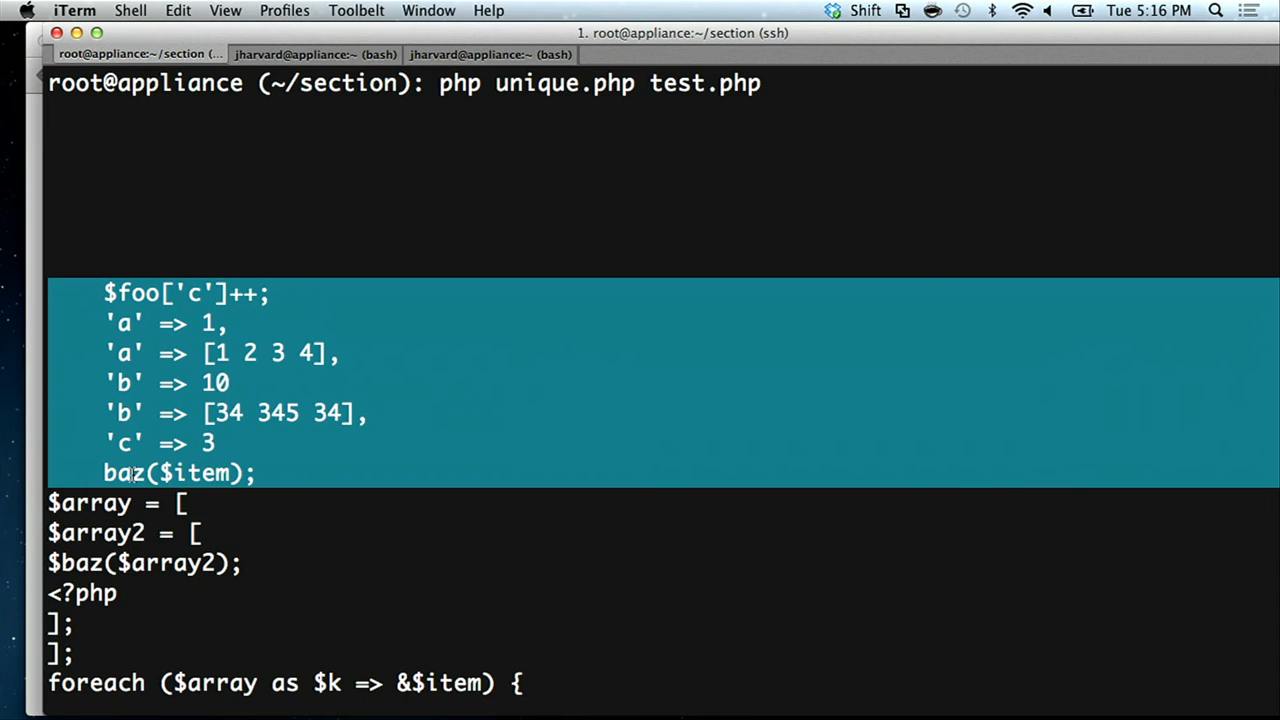 iTerm Shell Edit View Profiles Toolbelt Window Help Shift Tue 5:16 PM
1. root@appliance:~/section (ssh)
root@appliance:~/section (... jharvard@appliance:~ (bash) jharvard@appliance:~ (bash)
root@appliance (~/section): php unique.php test.php
    $foo['c']++;
    'a' => 1,
    'a' => [1 2 3 4],
    'b' => 10
    'b' => [34 345 34],
    'c' => 3
    baz($item);
$array = [
$array2 = [
$baz($array2);
<?php
];
];
foreach ($array as $k => &$item) {